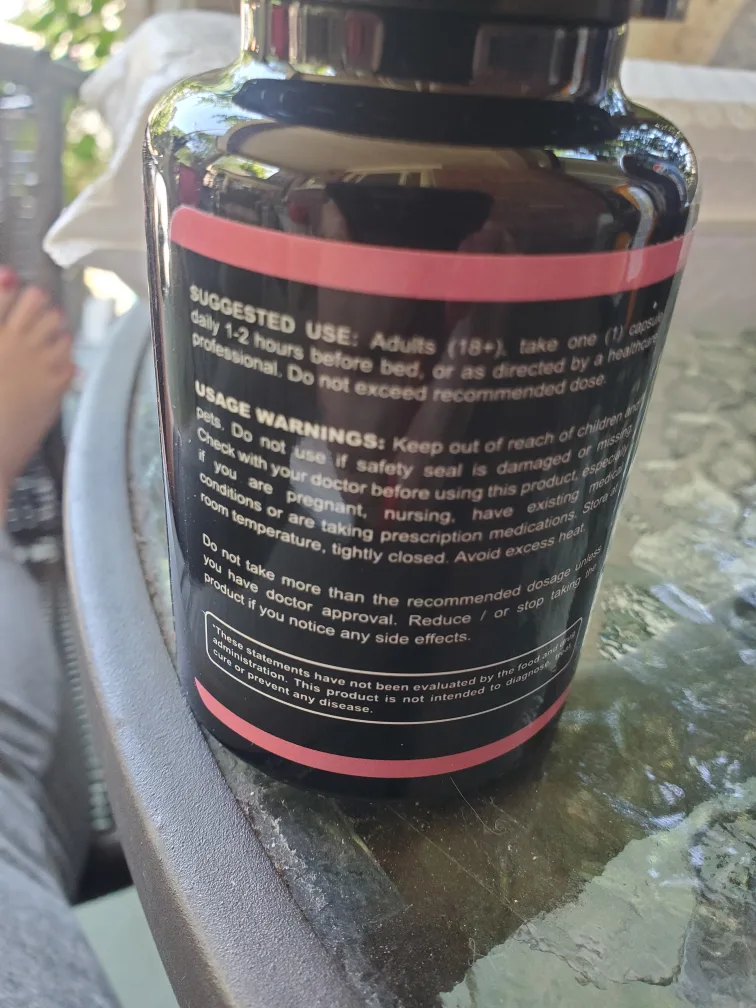 SUGGESTED USE: Adults (18+), take one (1) capsule
daily 1-2 hours before bed, or as directed by a healthcare
professional. Do not exceed recommended dose.
USAGE WARNINGS: Keep out of reach of children and
pets. Do not use if safety seal is damaged or missing.
Check with your doctor before using this product, especially
if you are pregnant, nursing, have existing medical
conditions or are taking prescription medications. Store at
room temperature, tightly closed. Avoid excess heat.
Do not take more than the recommended dosage unless
you have doctor approval. Reduce / or stop taking the
product if you notice any side effects.
*These statements have not been evaluated by the food and drug
administration. This product is not intended to diagnose, treat,
cure or prevent any disease.